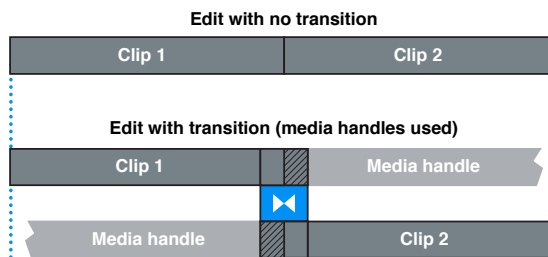 Edit with no transition
Clip 1 Clip 2
Edit with transition (media handles used)
Clip 1 Media handle
Media handle Clip 2